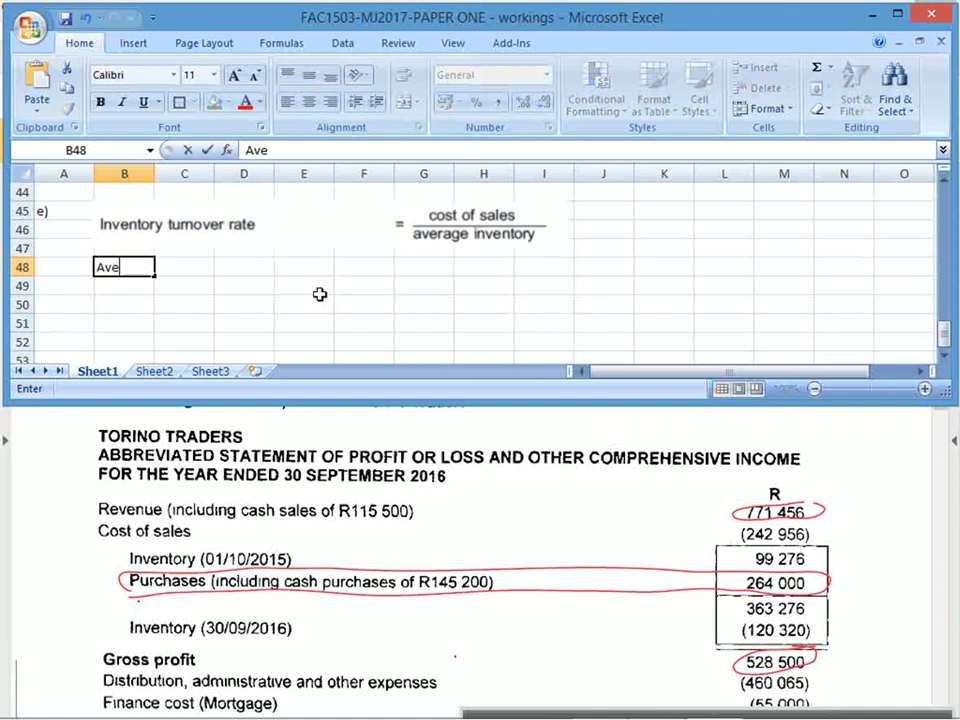 FAC1503-MJ2017-PAPER ONE - workings - Microsoft Excel
Home Insert Page Layout Formulas Data Review View Add-Ins
Paste
Calibri 11
B I U
General
Conditional Formatting
Format as Table
Cell Styles
Insert
Delete
Format
Sort & Filter
Find & Select
Clipboard Font Alignment Number Styles Cells Editing
B48 fx Ave
A B C D E F G H I J K L M N O
44
45 e)
46
47
48
49
50
51
52
53
Inventory turnover rate = cost of sales
average inventory
Ave
Sheet1 Sheet2 Sheet3
Enter 100%
TORINO TRADERS
ABBREVIATED STATEMENT OF PROFIT OR LOSS AND OTHER COMPREHENSIVE INCOME
FOR THE YEAR ENDED 30 SEPTEMBER 2016
R
Revenue (including cash sales of R115 500) 771 456
Cost of sales (242 956)
Inventory (01/10/2015) 99 276
Purchases (including cash purchases of R145 200) 264 000
363 276
Inventory (30/09/2016) (120 320)
Gross profit 528 500
Distribution, administrative and other expenses (460 065)
Finance cost (Mortgage) (55 000)